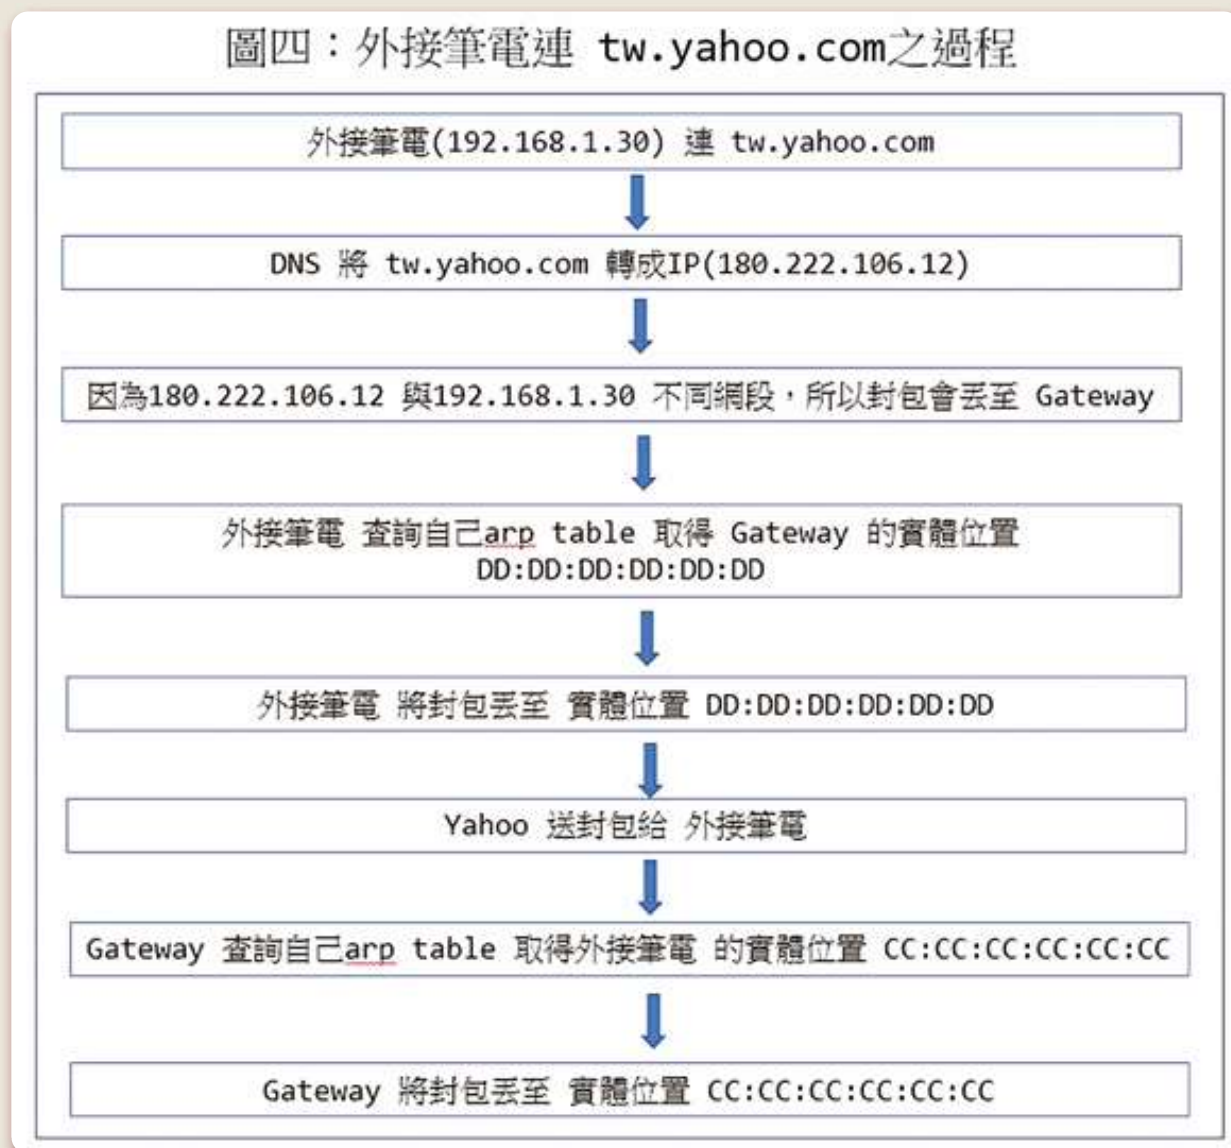 圖四：外接筆電連 tw.yahoo.com之過程
外接筆電(192.168.1.30) 連 tw.yahoo.com
DNS 將 tw.yahoo.com 轉成IP(180.222.106.12)
因為180.222.106.12 與192.168.1.30 不同網段，所以封包會丟至 Gateway
外接筆電 查詢自己arp table 取得 Gateway 的實體位置
DD:DD:DD:DD:DD:DD
外接筆電 將封包丟至 實體位置 DD:DD:DD:DD:DD:DD
Yahoo 送封包給 外接筆電
Gateway 查詢自己arp table 取得外接筆電 的實體位置 CC:CC:CC:CC:CC:CC
Gateway 將封包丟至 實體位置 CC:CC:CC:CC:CC:CC